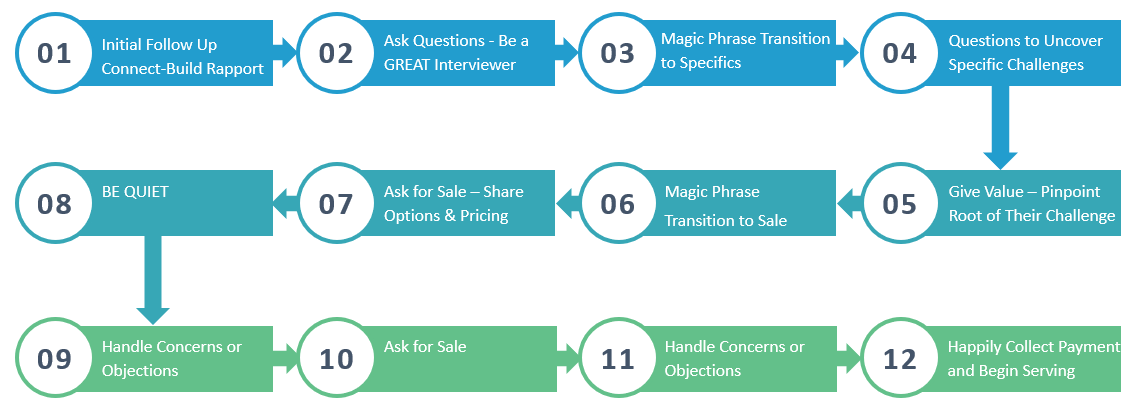 01
Initial Follow Up
Connect-Build Rapport
02
Ask Questions - Be a
GREAT Interviewer
03
Magic Phrase Transition
to Specifics
04
Questions to Uncover
Specific Challenges
05
Give Value – Pinpoint
Root of Their Challenge
06
Magic Phrase
Transition to Sale
07
Ask for Sale – Share
Options & Pricing
08
BE QUIET
09
Handle Concerns or
Objections
10
Ask for Sale
11
Handle Concerns or
Objections
12
Happily Collect Payment
and Begin Serving